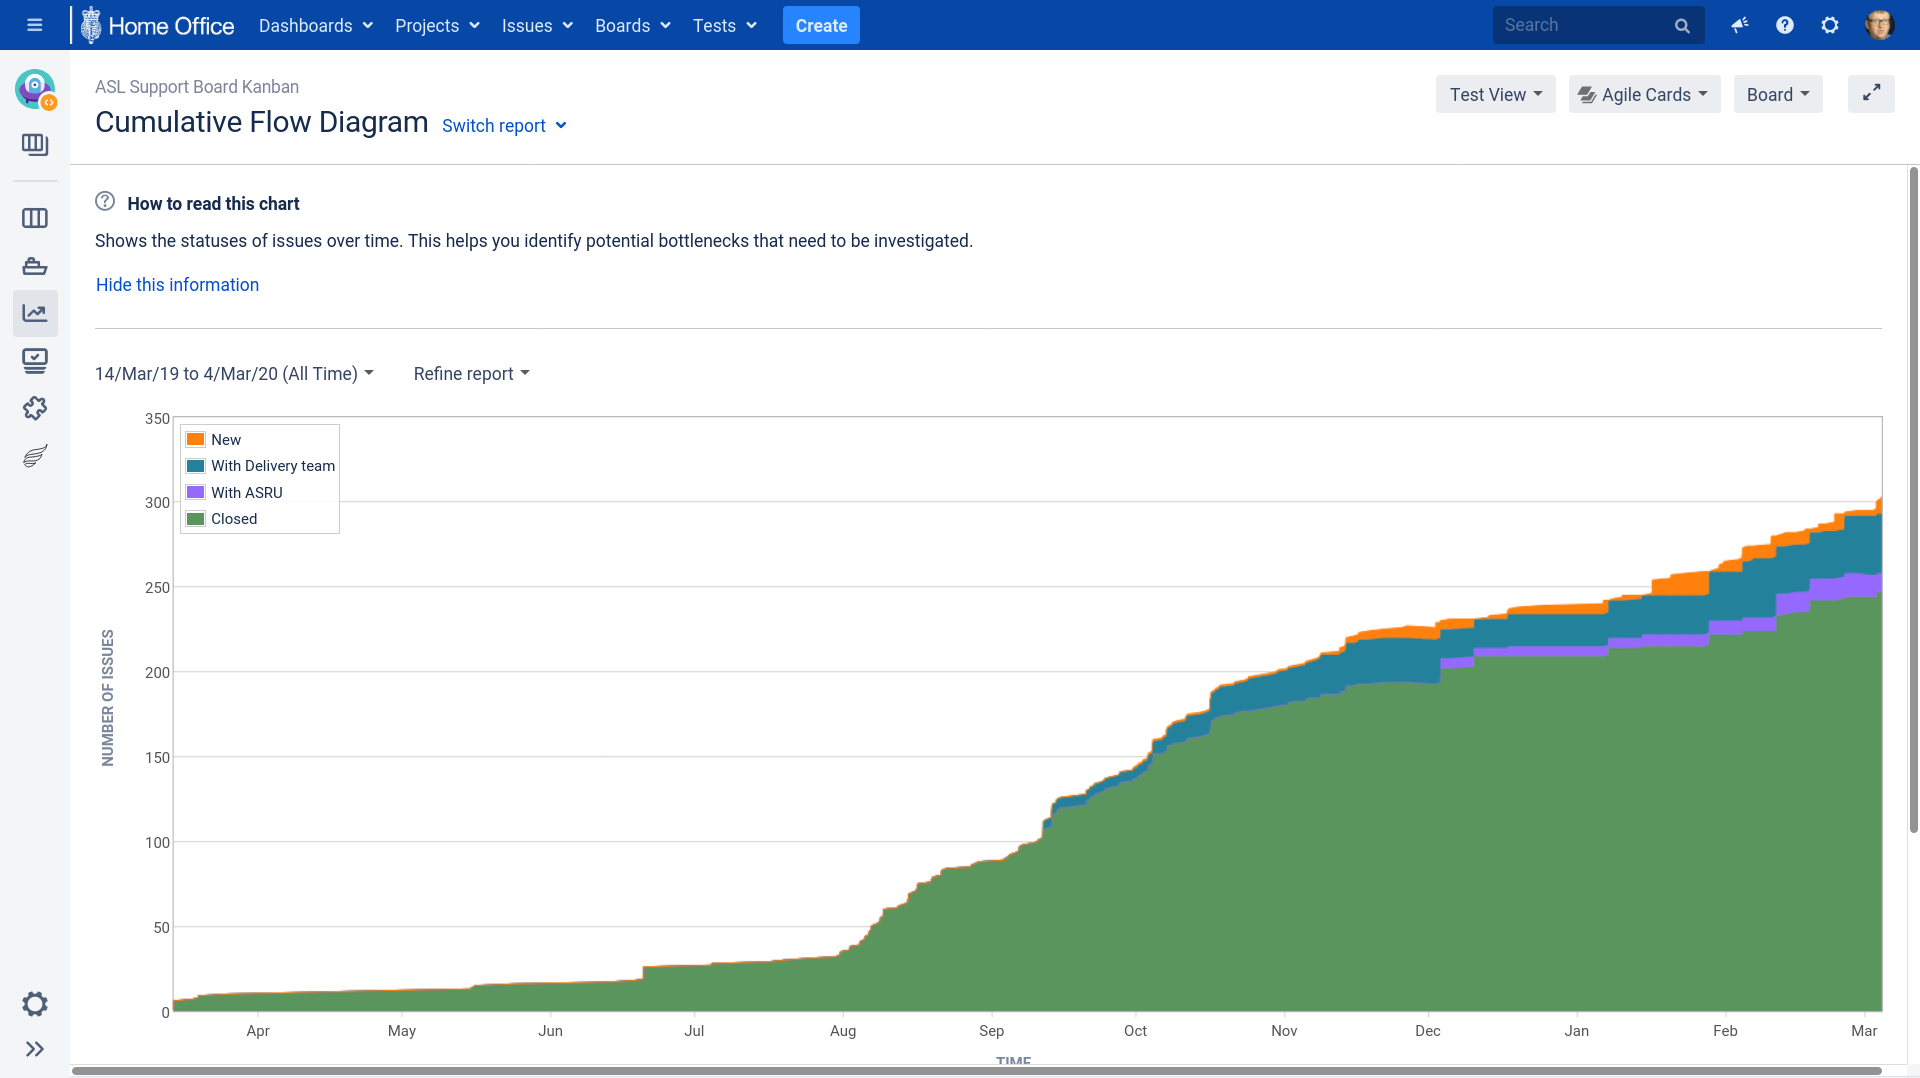 Home Office Dashboards Projects Issues Boards Tests Create Search
ASL Support Board Kanban
Cumulative Flow Diagram Switch report
Test View Agile Cards Board
How to read this chart
Shows the statuses of issues over time. This helps you identify potential bottlenecks that need to be investigated.
Hide this information
14/Mar/19 to 4/Mar/20 (All Time) Refine report
New
With Delivery team
With ASRU
Closed
350
300
250
200
150
100
50
0
NUMBER OF ISSUES
Apr May Jun Jul Aug Sep Oct Nov Dec Jan Feb Mar
TIME